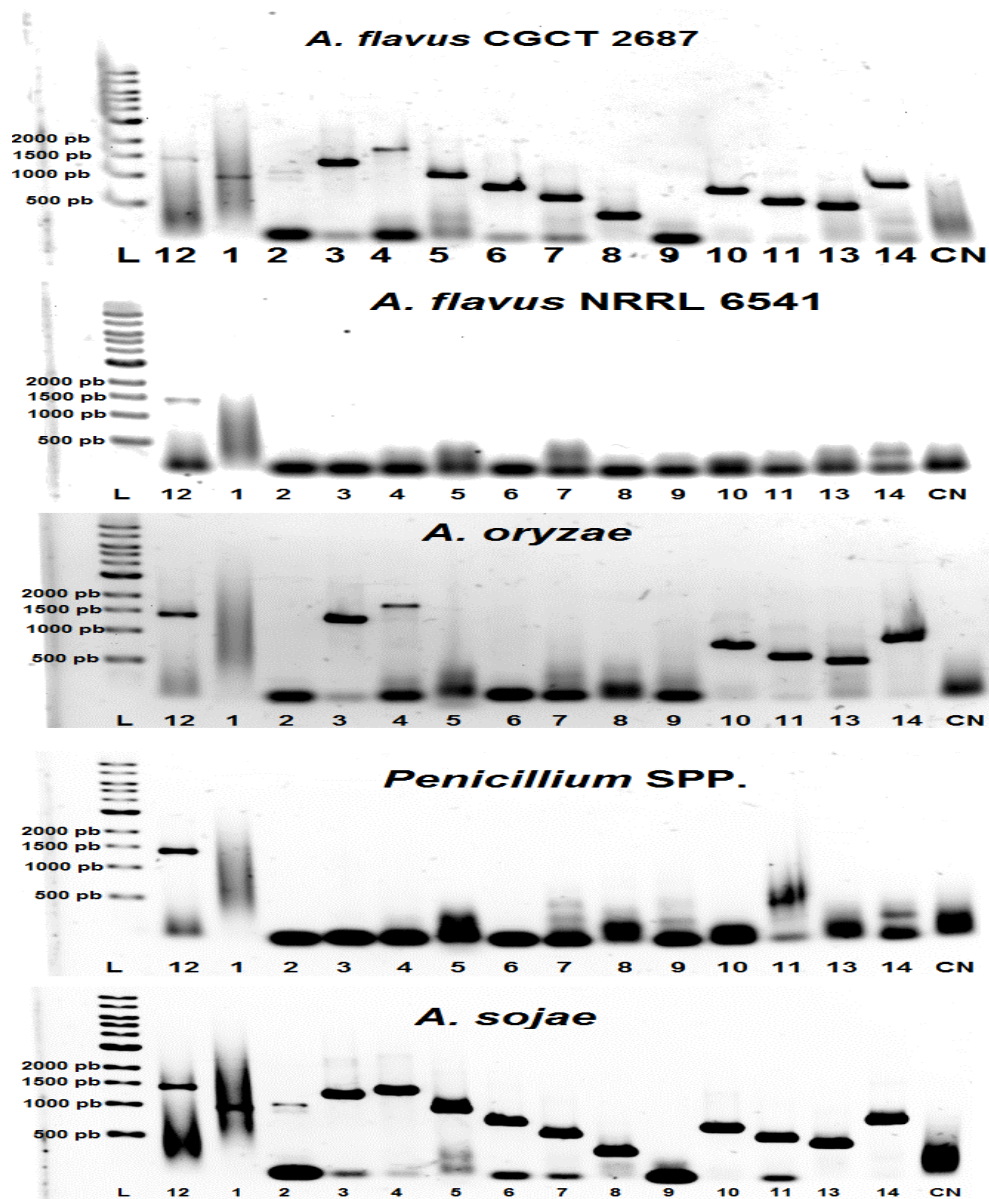 A. flavus CGCT 2687
2000 pb
1500 pb
1000 pb
500 pb
L 12 1 2 3 4 5 6 7 8 9 10 11 13 14 CN
A. flavus NRRL 6541
2000 pb
1500 pb
1000 pb
500 pb
L 12 1 2 3 4 5 6 7 8 9 10 11 13 14 CN
A. oryzae
2000 pb
1500 pb
1000 pb
500 pb
L 12 1 2 3 4 5 6 7 8 9 10 11 13 14 CN
Penicillium SPP.
2000 pb
1500 pb
1000 pb
500 pb
L 12 1 2 3 4 5 6 7 8 9 10 11 13 14 CN
A. sojae
2000 pb
1500 pb
1000 pb
500 pb
L 12 1 2 3 4 5 6 7 8 9 10 11 13 14 CN